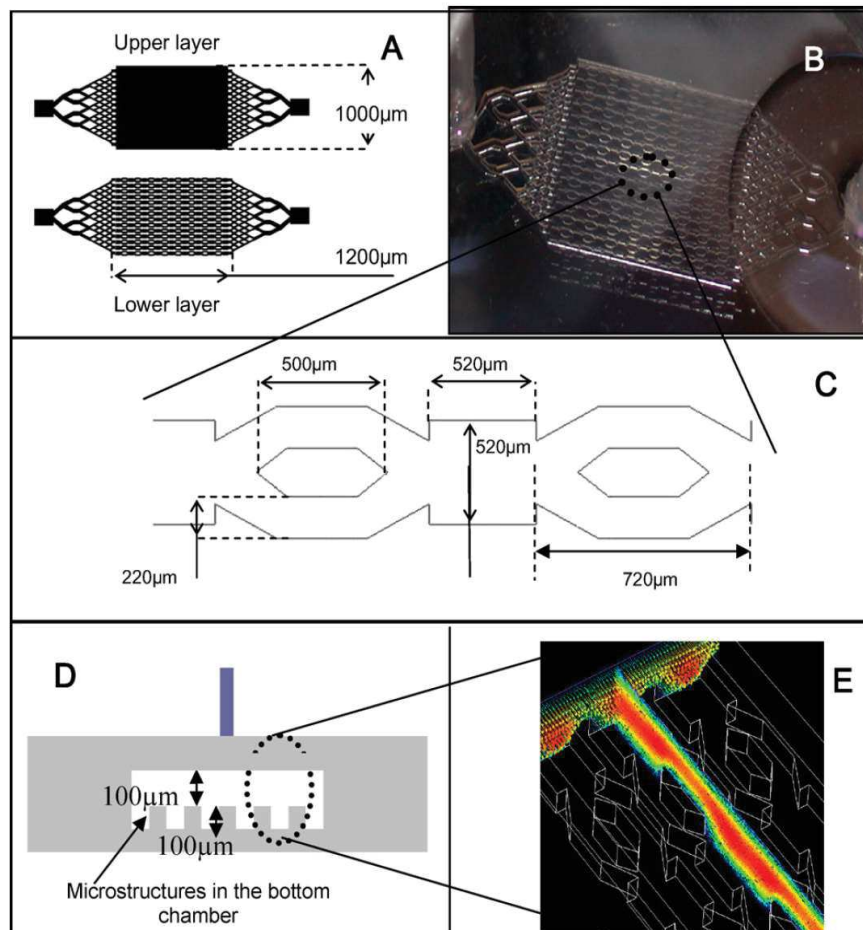 A
Upper layer
1000µm
1200µm
Lower layer
B
C
500µm
520µm
520µm
220µm
720µm
D
100µm
100µm
Microstructures in the bottom
chamber
E